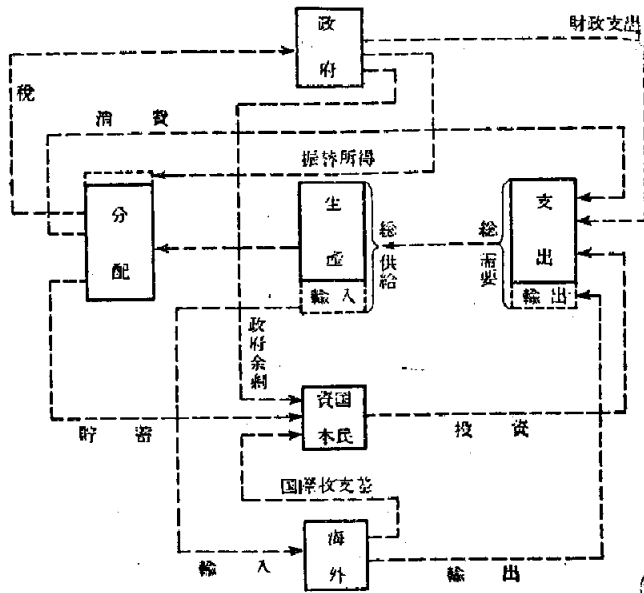 政府
財政支出
税
消費
振替所得
分配
生産
輸入
総供給
総需要
支出
輸出
政府余剰
国民資本
貯蓄
投資
国際収支差
海外
輸入
輸出